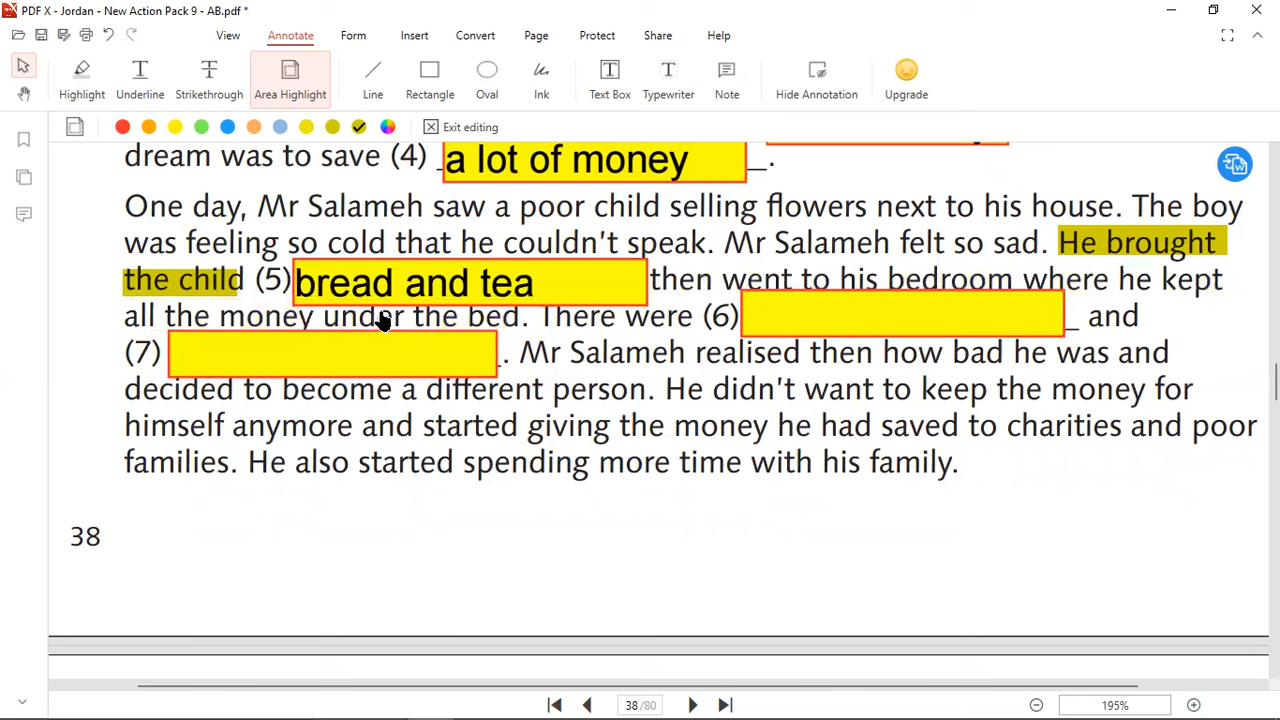 PDF X - Jordan - New Action Pack 9 - AB.pdf *
View Annotate Form Insert Convert Page Protect Share Help
Highlight Underline Strikethrough Area Highlight Line Rectangle Oval Ink Text Box Typewriter Note Hide Annotation Upgrade
Exit editing
dream was to save (4) _a lot of money_.
One day, Mr Salameh saw a poor child selling flowers next to his house. The boy
was feeling so cold that he couldn't speak. Mr Salameh felt so sad. He brought
the child (5) bread and tea then went to his bedroom where he kept
all the money under the bed. There were (6) _ and
(7) _. Mr Salameh realised then how bad he was and
decided to become a different person. He didn't want to keep the money for
himself anymore and started giving the money he had saved to charities and poor
families. He also started spending more time with his family.
38
38 /80
195%